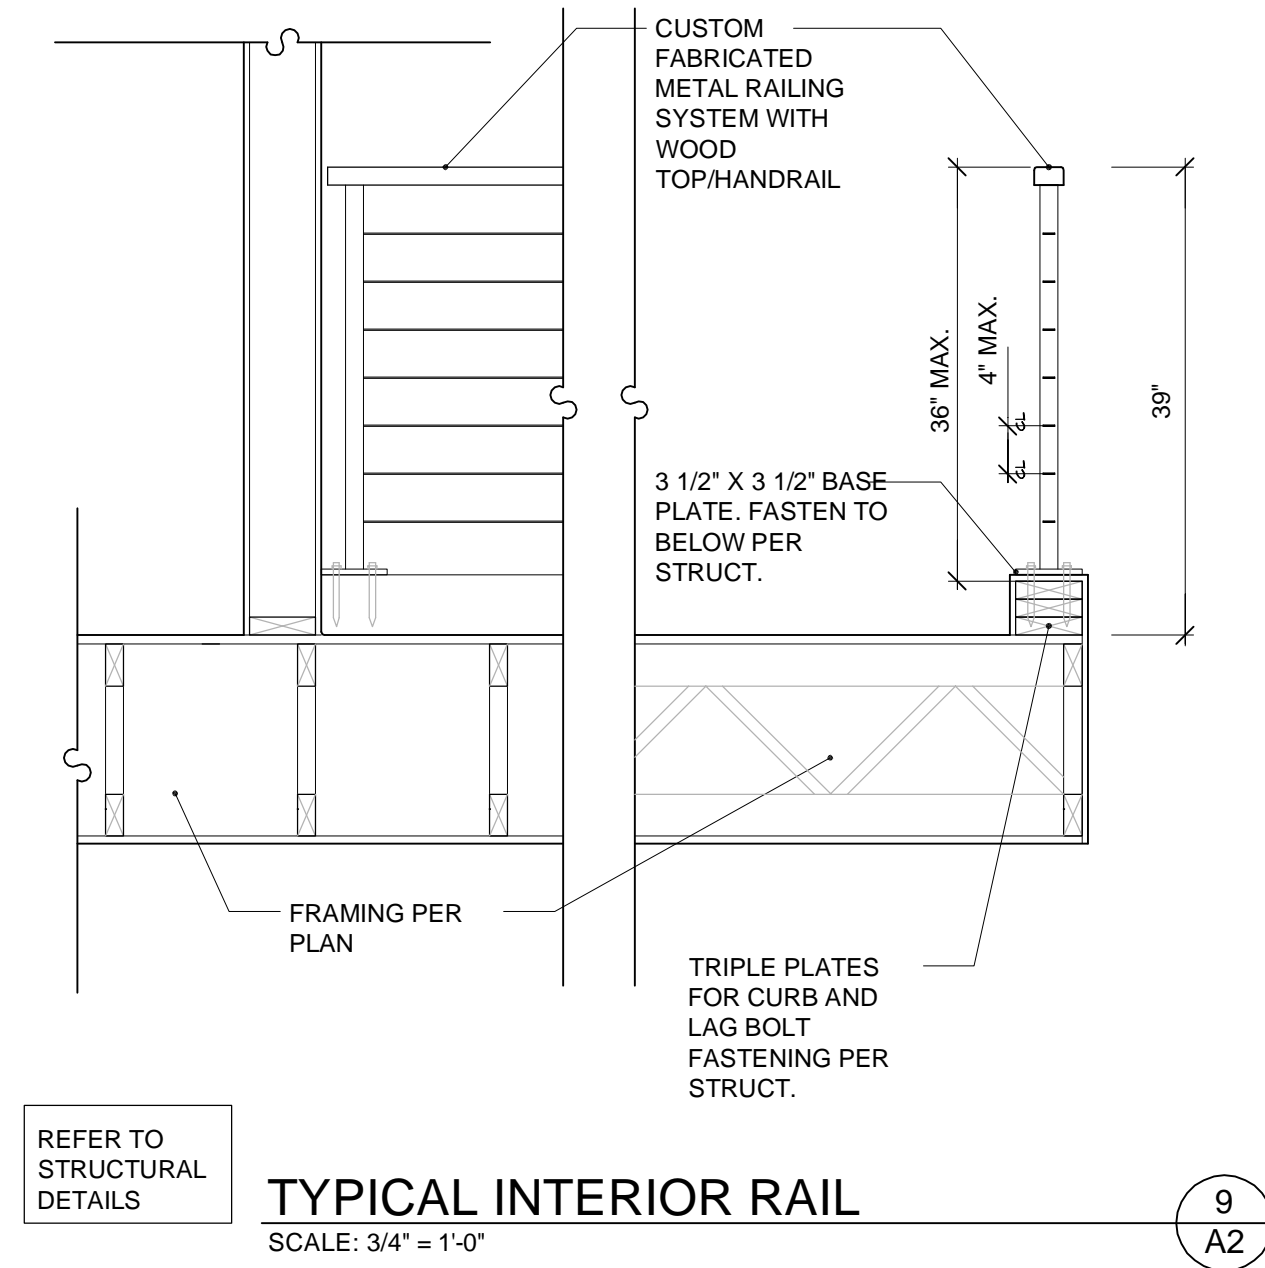 CUSTOM
FABRICATED
METAL RAILING
SYSTEM WITH
WOOD
TOP/HANDRAIL
36" MAX.
4" MAX.
CL
CL
39"
3 1/2" X 3 1/2" BASE
PLATE. FASTEN TO
BELOW PER
STRUCT.
FRAMING PER
PLAN
TRIPLE PLATES
FOR CURB AND
LAG BOLT
FASTENING PER
STRUCT.
REFER TO
STRUCTURAL
DETAILS
TYPICAL INTERIOR RAIL
SCALE: 3/4" = 1'-0"
9
A2